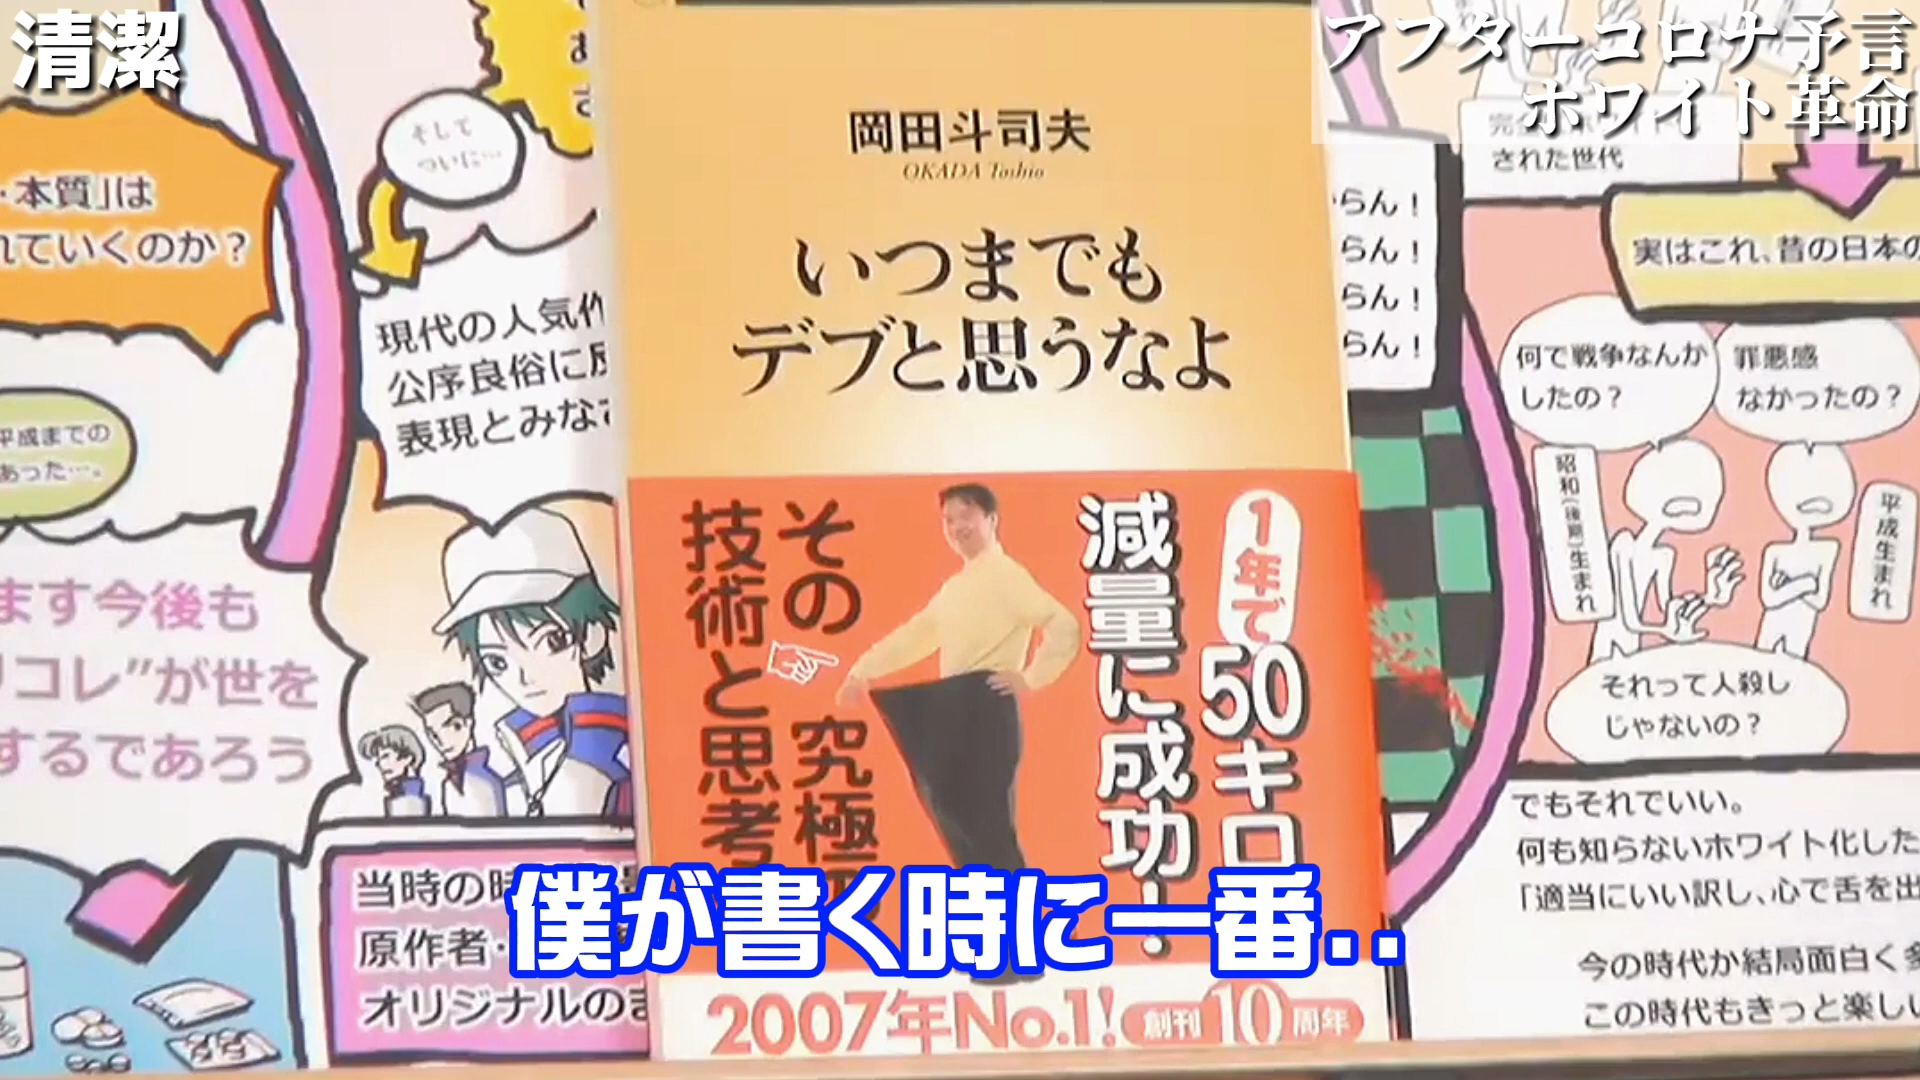 清潔
アフターコロナ予言
ホワイト革命
岡田斗司夫
OKADA Toshio
いつまでも
デブと思うなよ
1年で50キロ
減量に成功!
その究極の
技術と思考
2007年No.1! 創刊10周年
僕が書く時に一番..
そして
ついに…
・本質」は
れていくのか?
現代の人気作
公序良俗に反
表現とみなさ
平成までの
あった…。
ます今後も
リコレ"が世を
するであろう
当時の時
原作者・
オリジナルのま
らん!
らん!
らん!
らん!
された世代
実はこれ、昔の日本の
何で戦争なんか
したの?
罪悪感
なかったの?
昭和(後期)生まれ
平成生まれ
それって人殺し
じゃないの?
でもそれでいい。
何も知らないホワイト化した
「適当にいい訳し、心で舌を出
今の時代が結局面白く
この時代もきっと楽しい